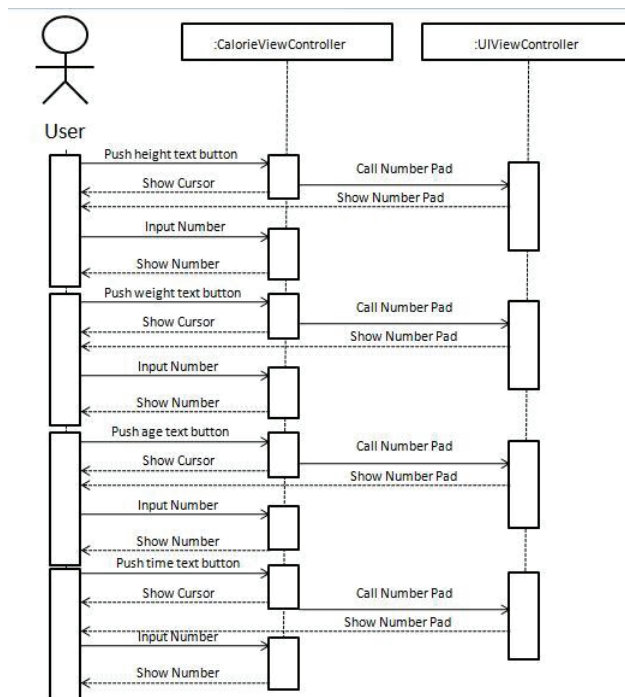 :CalorieViewController
:UIViewController
User
Push height text button
Call Number Pad
Show Cursor
Show Number Pad
Input Number
Show Number
Push weight text button
Call Number Pad
Show Cursor
Show Number Pad
Input Number
Show Number
Push age text button
Call Number Pad
Show Cursor
Show Number Pad
Input Number
Show Number
Push time text button
Call Number Pad
Show Cursor
Show Number Pad
Input Number
Show Number